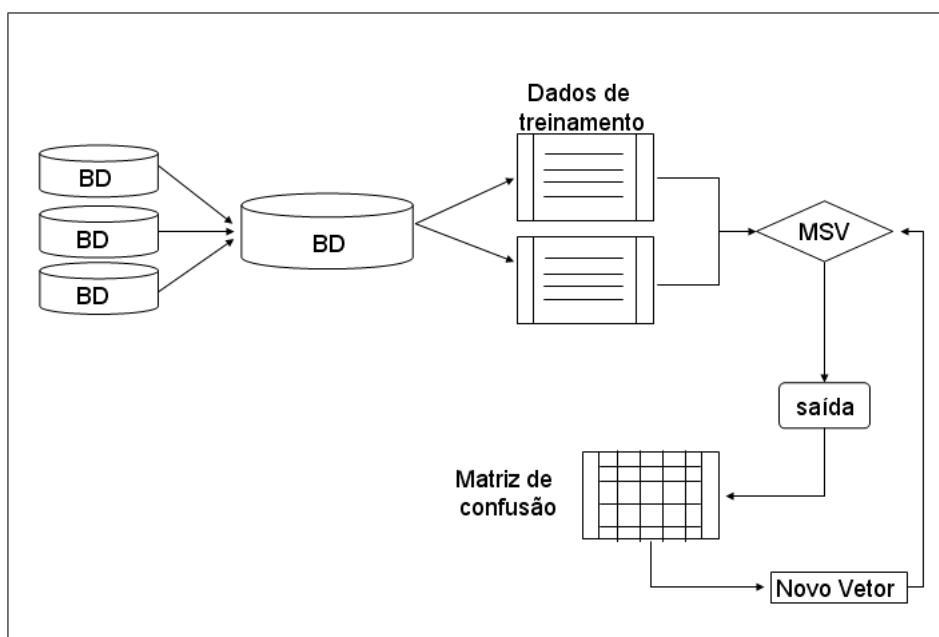 Dados de
treinamento
BD
BD
BD
BD
MSV
saída
Matriz de
confusão
Novo Vetor